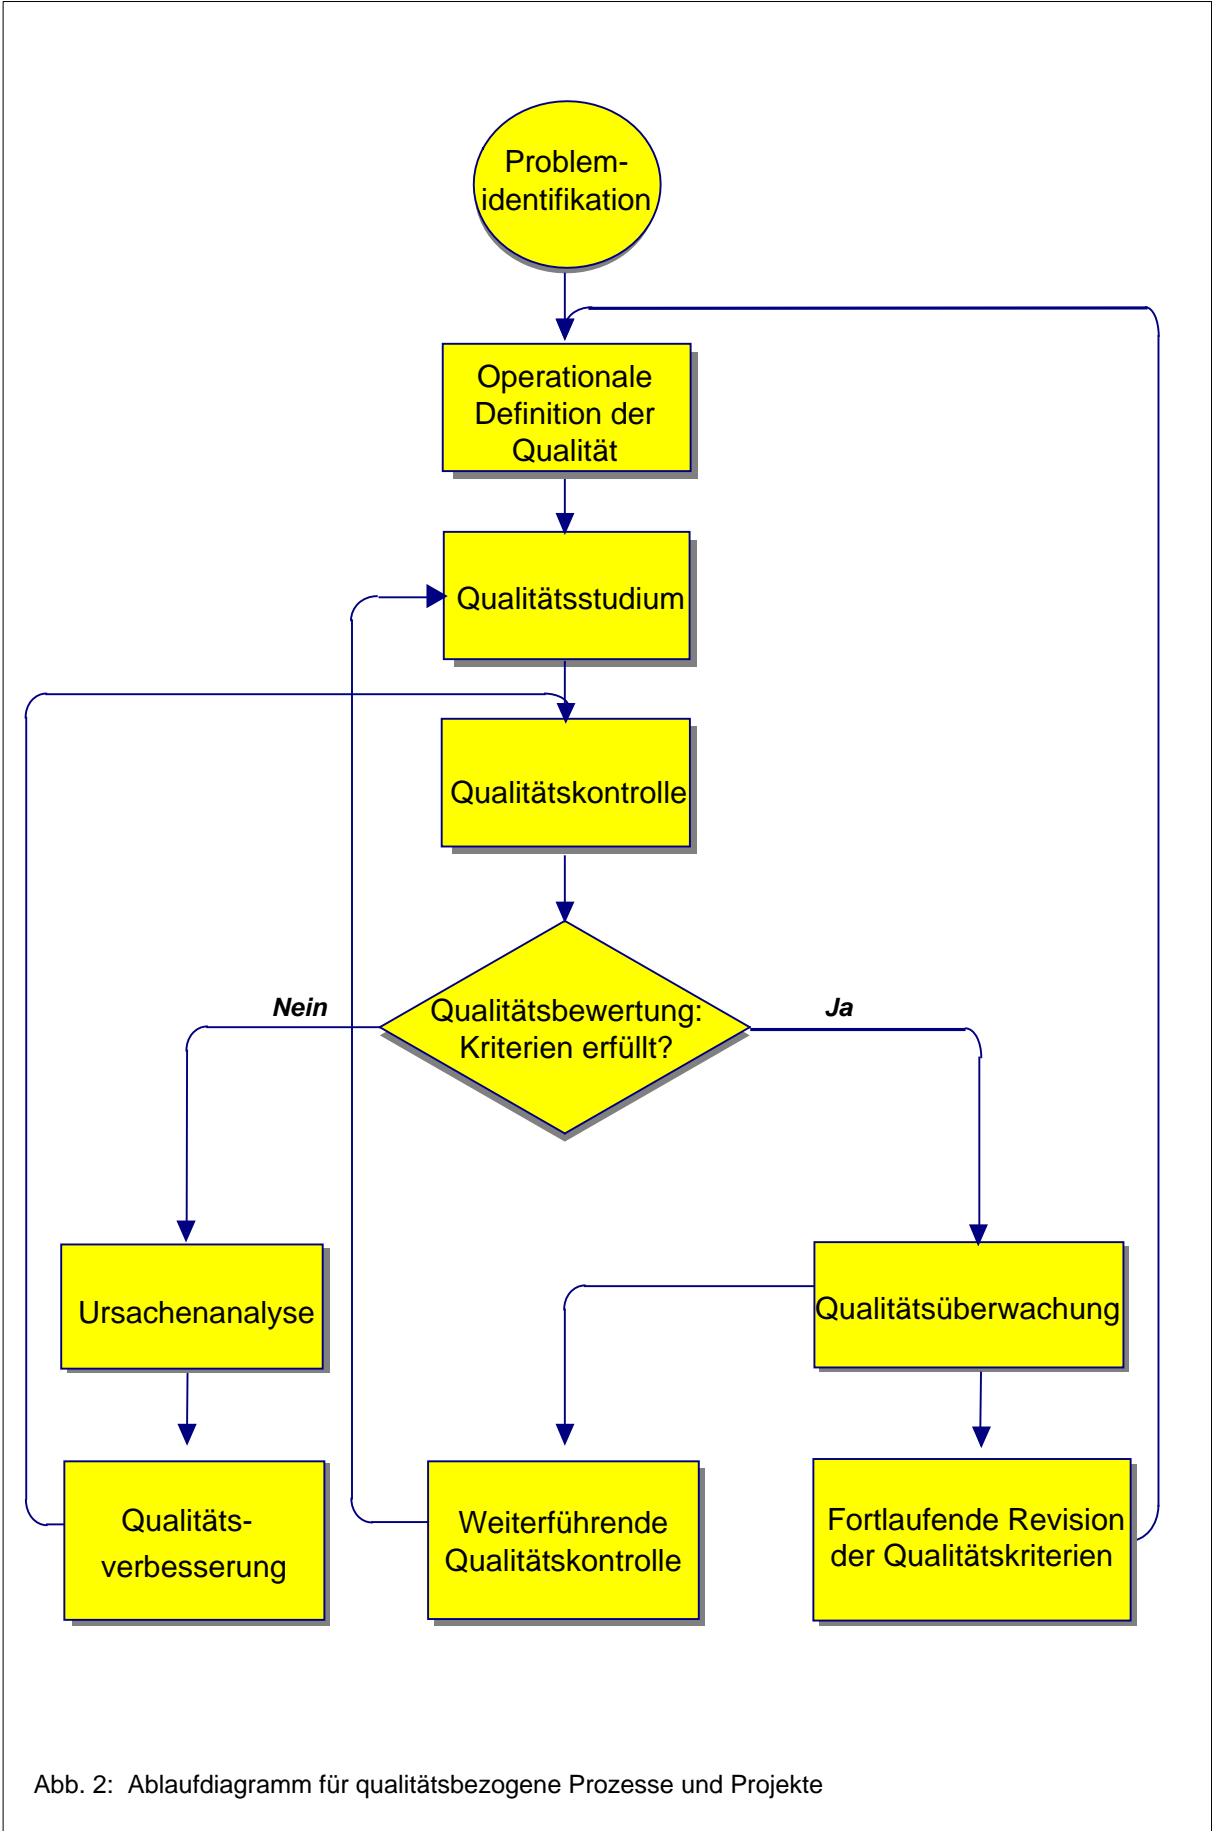 Problem-
identifikation
Operationale
Definition der
Qualität
Qualitätsstudium
Qualitätskontrolle
Nein
Qualitätsbewertung:
Kriterien erfüllt?
Ja
Ursachenanalyse
Qualitätsüberwachung
Qualitäts-
verbesserung
Weiterführende
Qualitätskontrolle
Fortlaufende Revision
der Qualitätskriterien
Abb. 2:  Ablaufdiagramm für qualitätsbezogene Prozesse und Projekte